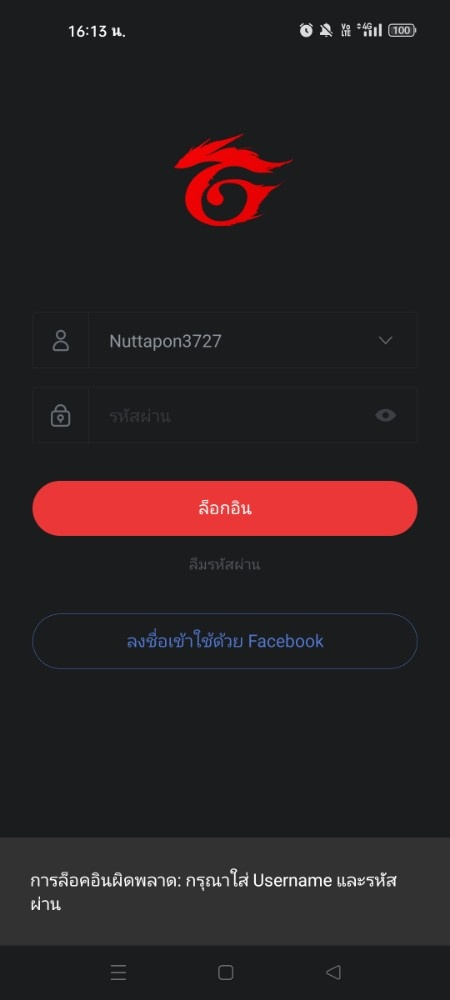 16:13 น.
Vo LTE 4G 100
Nuttapon3727
รหัสผ่าน
ล็อกอิน
ลืมรหัสผ่าน
ลงชื่อเข้าใช้ด้วย Facebook
การล็อคอินผิดพลาด: กรุณาใส่ Username และรหัส
ผ่าน